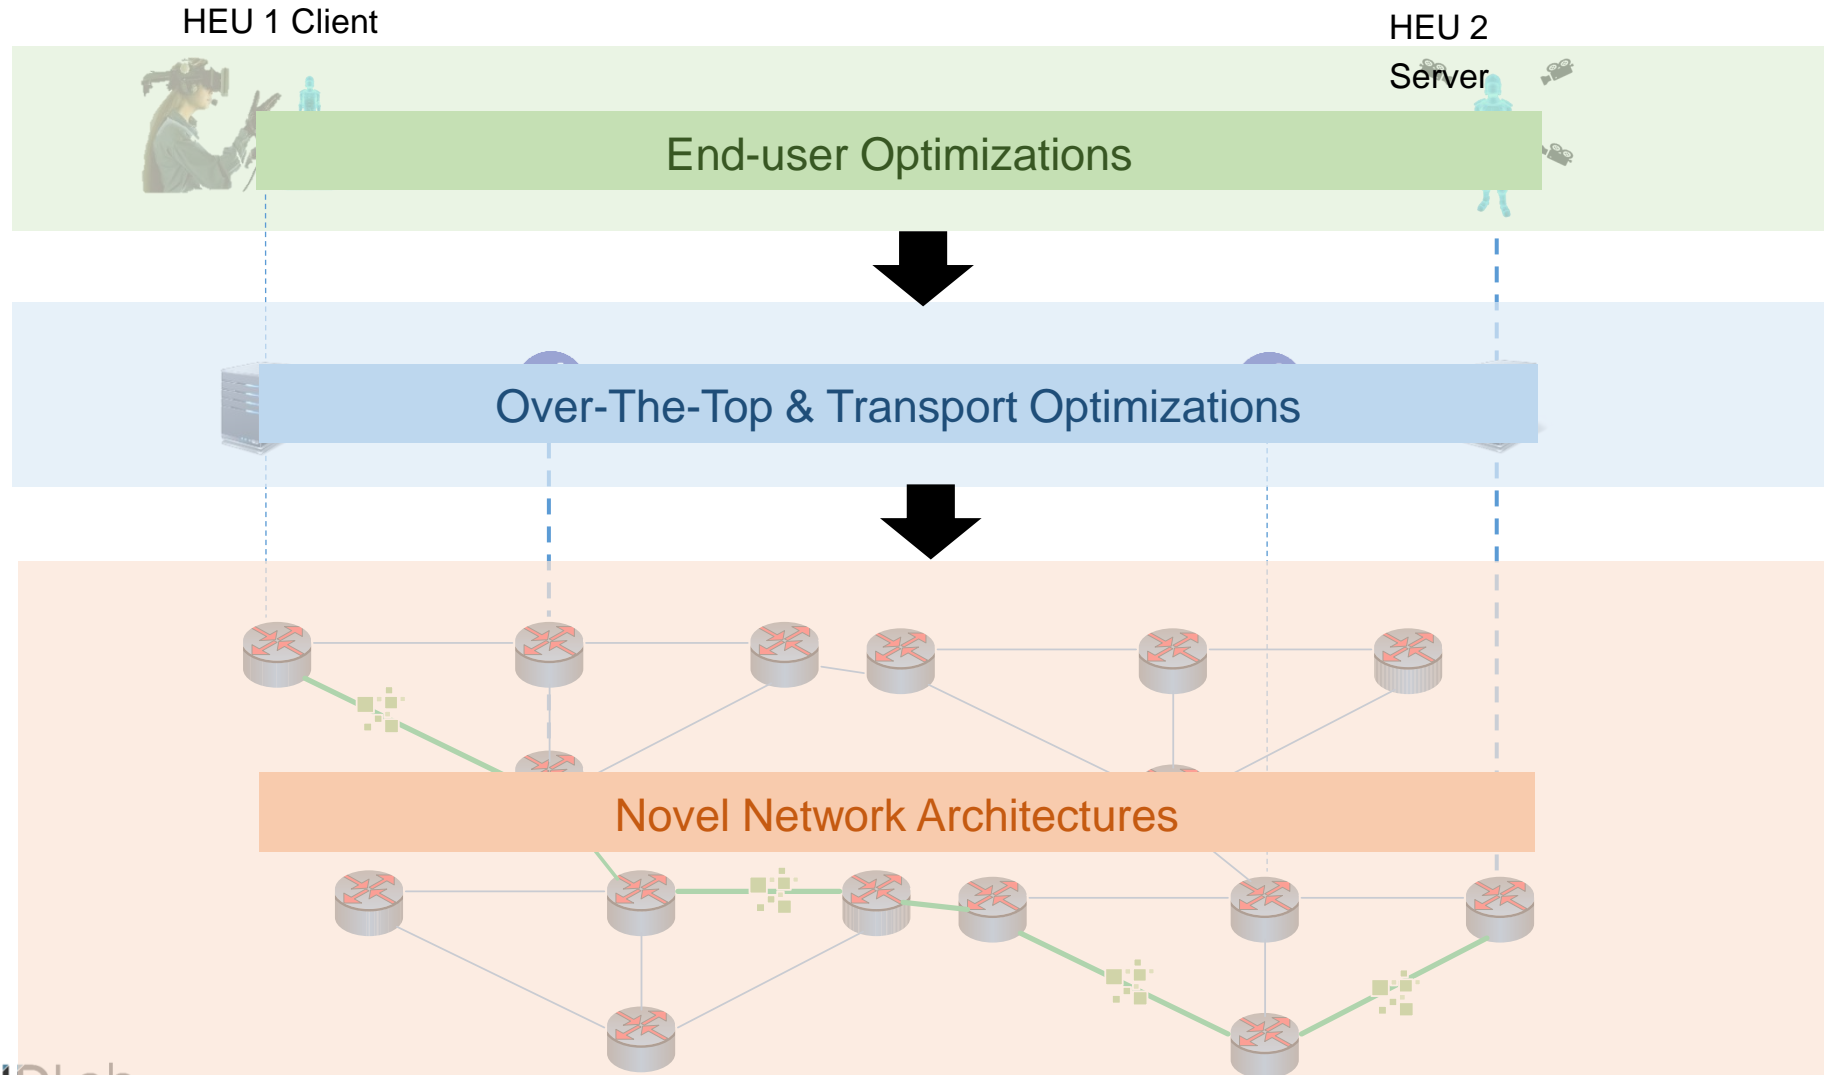 HEU 1 Client
HEU 2
Server
End-user Optimizations
Over-The-Top & Transport Optimizations
Novel Network Architectures